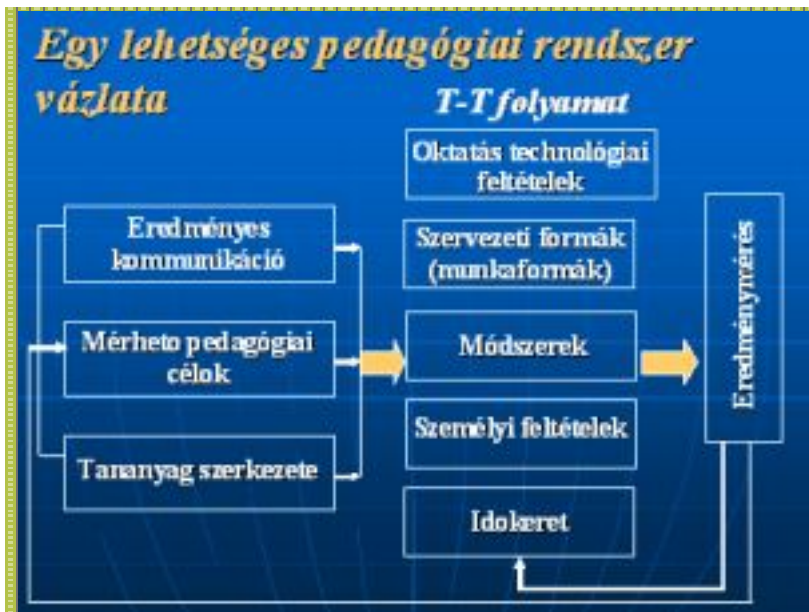 Egy lehetséges pedagógiai rendszer
vázlata
T-T folyamat
Eredményes
kommunikáció
Mérheto pedagógiai
célok
Tananyag szerkezete
Oktatás technológiai
feltételek
Szervezeti formák
(munkaformák)
Módszerek
Személyi feltételek
Idokeret
Eredménymérés